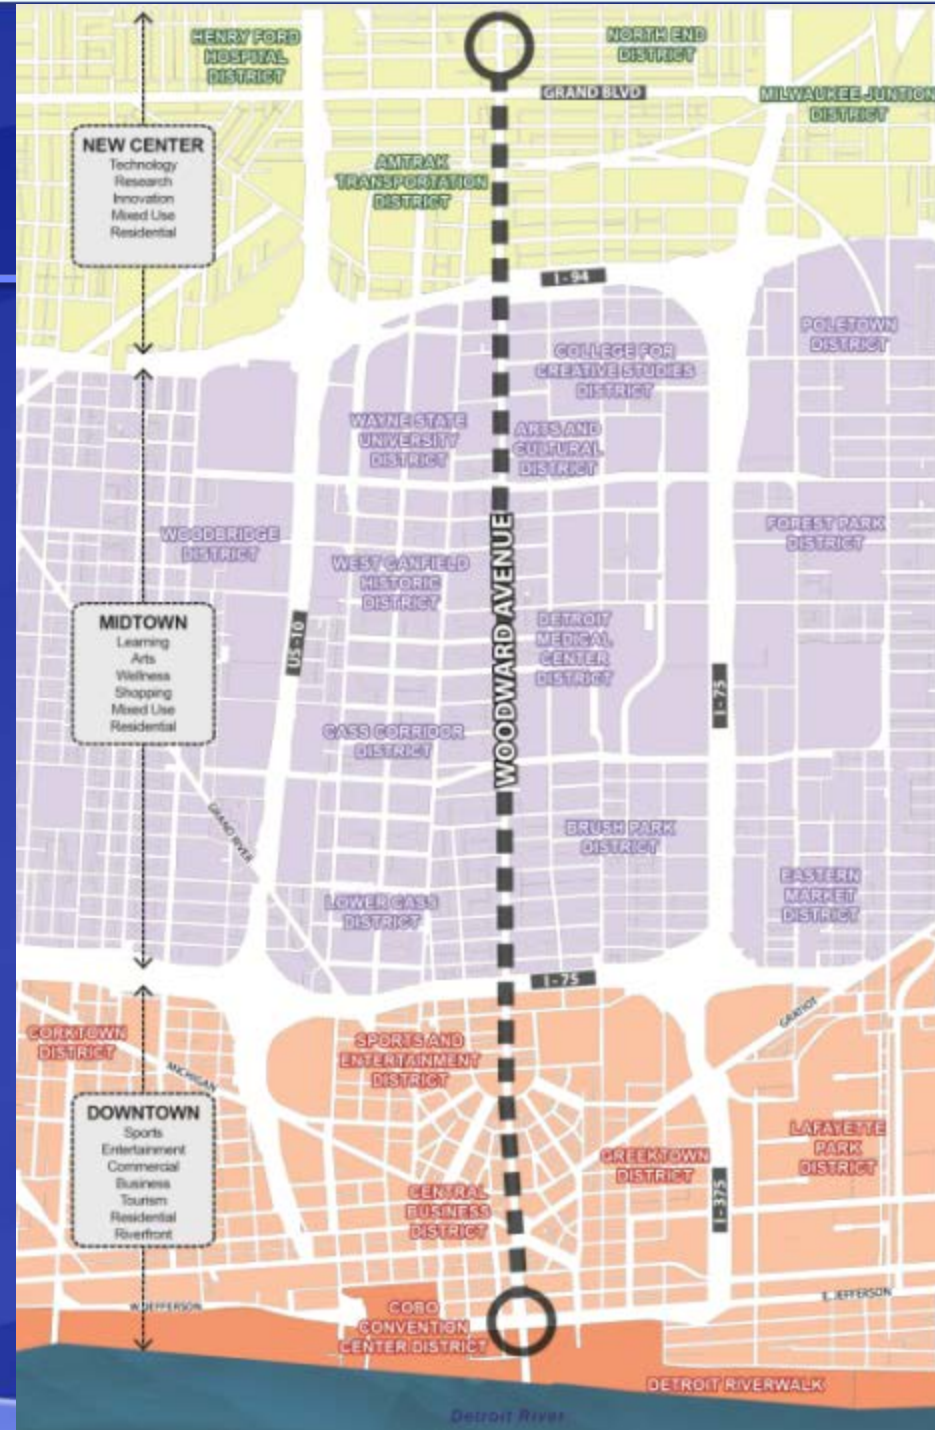 HENRY FORD
HOSPITAL
DISTRICT
NORTH END
DISTRICT
GRAND BLVD
MILWAUKEE JUNTION
DISTRICT
NEW CENTER
Technology
Research
Innovation
Mixed Use
Residential
AMTRAK
TRANSPORTATION
DISTRICT
I - 94
POLETOWN
DISTRICT
COLLEGE FOR
CREATIVE STUDIES
DISTRICT
WAYNE STATE
UNIVERSITY
DISTRICT
ARTS AND
CULTURAL
DISTRICT
WOODBRIDGE
DISTRICT
FOREST PARK
DISTRICT
WEST CANFIELD
HISTORIC
DISTRICT
WOODWARD AVENUE
MIDTOWN
Learning
Arts
Wellness
Shopping
Mixed Use
Residential
US -10
DETROIT
MEDICAL
CENTER
DISTRICT
I - 75
CASS CORRIDOR
DISTRICT
GRAND RIVER
BRUSH PARK
DISTRICT
EASTERN
MARKET
DISTRICT
LOWER CASS
DISTRICT
I - 75
GRATIOT
CORKTOWN
DISTRICT
MICHIGAN
SPORTS AND
ENTERTAINMENT
DISTRICT
DOWNTOWN
Sports
Entertainment
Commercial
Business
Tourism
Residential
Riverfront
LAFAYETTE
PARK
DISTRICT
GREEKTOWN
DISTRICT
I-375
CENTRAL
BUSINESS
DISTRICT
W.JEFFERSON
E. JEFFERSON
COBO
CONVENTION
CENTER DISTRICT
DETROIT RIVERWALK
Detroit River